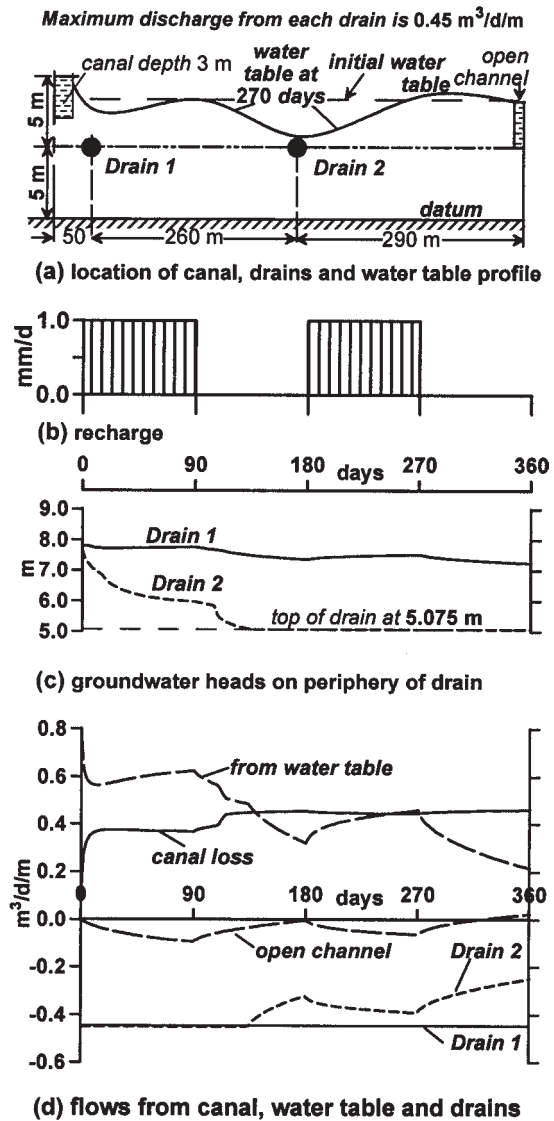 Maximum discharge from each drain is 0.45 m³/d/m
canal depth 3 m
water table at 270 days
initial water table
open channel
5 m
5 m
Drain 1
Drain 2
datum
50
260 m
290 m
(a) location of canal, drains and water table profile
mm/d
1.0
0.0
(b) recharge
0 90 180 days 270 360
m
9.0
8.0
7.0
6.0
5.0
Drain 1
Drain 2
top of drain at 5.075 m
(c) groundwater heads on periphery of drain
m³/d/m
0.8
0.6
0.4
0.2
0.0
-0.2
-0.4
-0.6
from water table
canal loss
0 90 180 days 270 360
open channel
Drain 2
Drain 1
(d) flows from canal, water table and drains